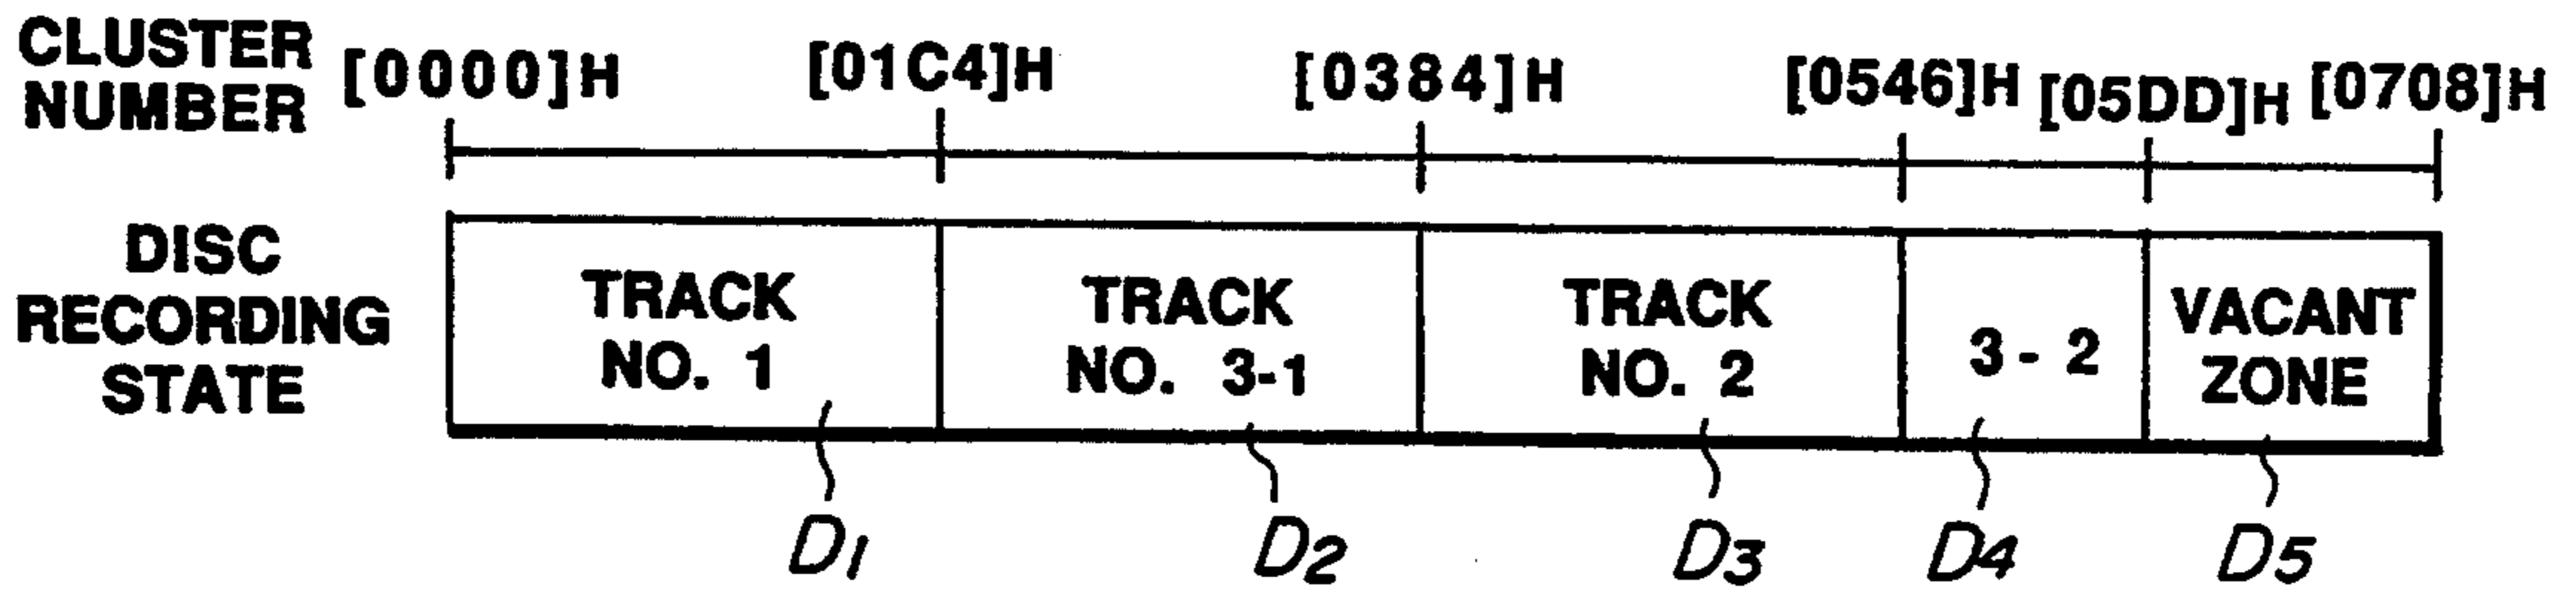 CLUSTER
NUMBER
[0000]H [01C4]H [0384]H [0546]H [05DD]H [0708]H
DISC
RECORDING
STATE
TRACK
NO. 1
TRACK
NO. 3-1
TRACK
NO. 2
3-2
VACANT
ZONE
D1 D2 D3 D4 D5